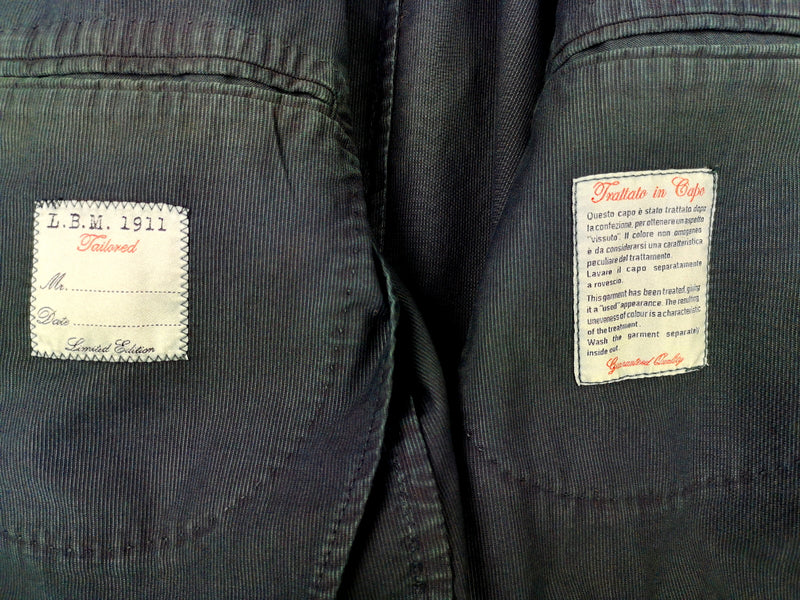 L.B.M. 1911
Tailored
Mr.
Date
Limited Edition
Trattato in Capo
Questo capo è stato trattato dopo
la confezione, per ottenere un aspetto
"vissuto". Il colore non omogeneo
è da considerarsi una caratteristica
peculiare del trattamento.
Lavare il capo separatamente
a rovescio.
This garment has been treated, giving
it a "used" appearance. The resulting
uneveness of colour is a characteristic
of the treatment.
Wash the garment separately
inside out.
Guaranteed Quality